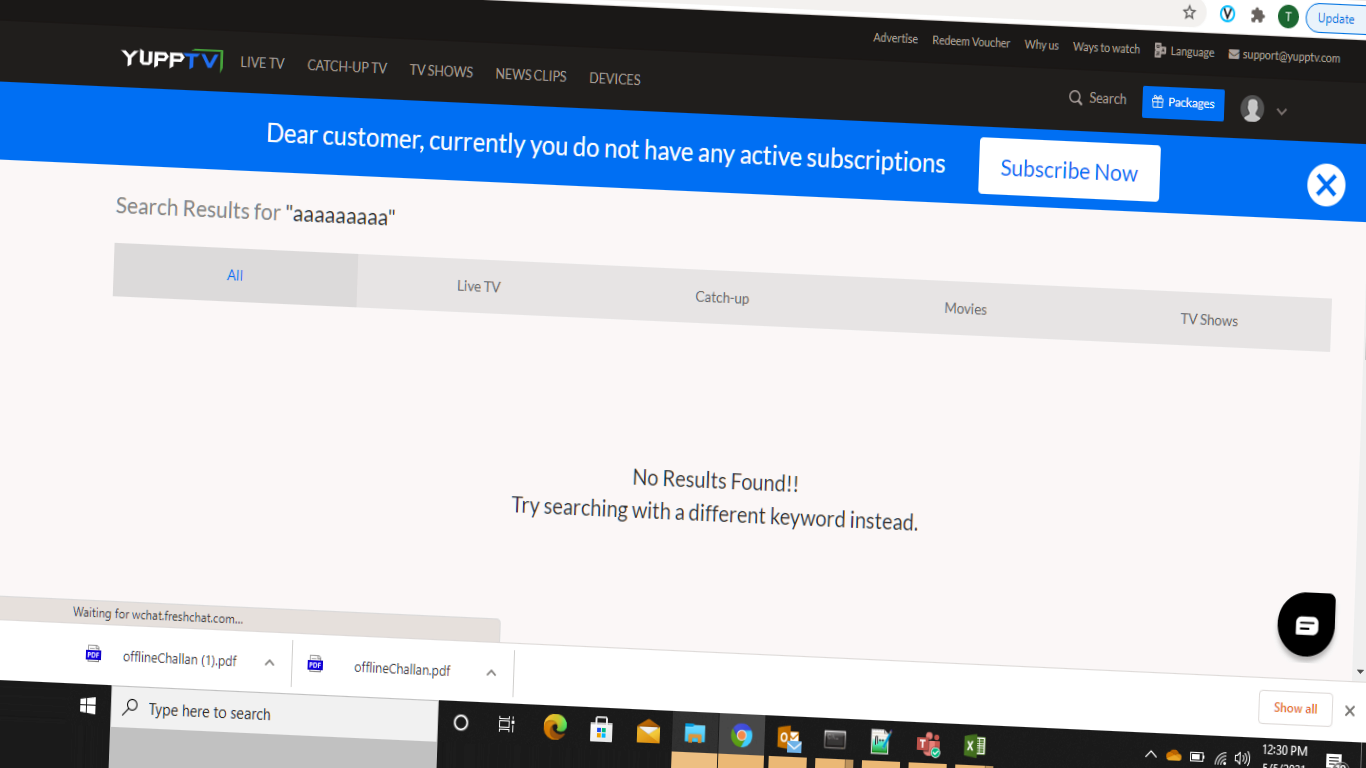 T
Update
Advertise Redeem Voucher Why us Ways to watch Language support@yupptv.com
YUPPTV LIVE TV CATCH-UP TV TV SHOWS NEWS CLIPS DEVICES
Search Packages
Dear customer, currently you do not have any active subscriptions Subscribe Now
Search Results for "aaaaaaaaa"
All Live TV Catch-up Movies TV Shows
No Results Found!!
Try searching with a different keyword instead.
Waiting for wchat.freshchat.com...
PDF offlineChallan (1).pdf PDF offlineChallan.pdf
Show all
Type here to search
12:30 PM
5/5/2021